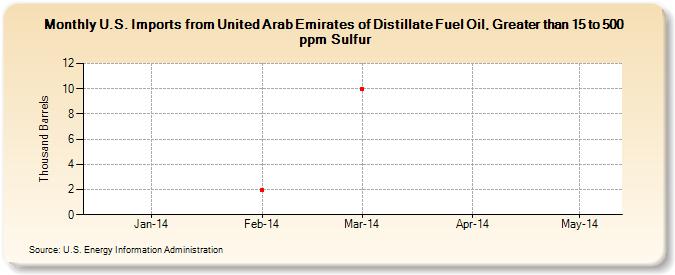 Monthly U.S. Imports from United Arab Emirates of Distillate Fuel Oil, Greater than 15 to 500
ppm Sulfur
Thousand Barrels
12
10
8
6
4
2
0
Jan-14 Feb-14 Mar-14 Apr-14 May-14
Source: U.S. Energy Information Administration